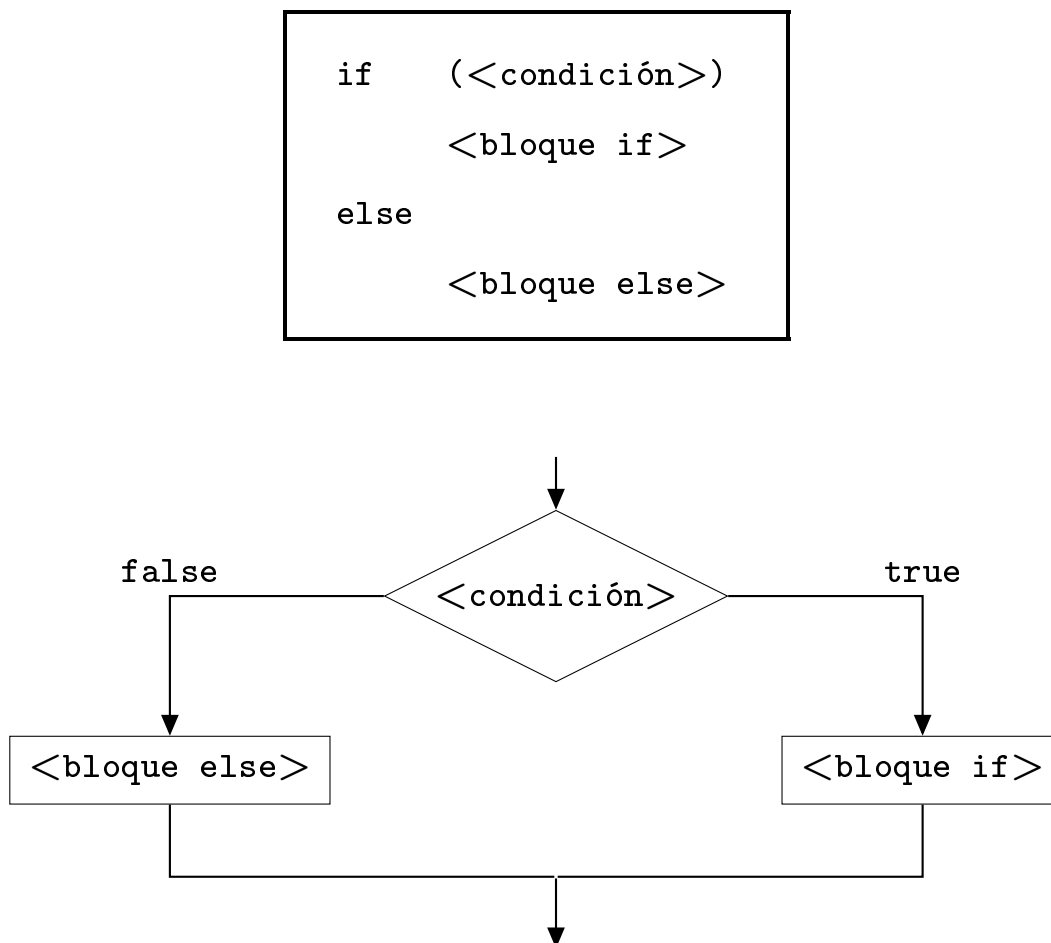 if (<condición>)
<bloque if>
else
<bloque else>
false
true
<condición>
<bloque else>
<bloque if>